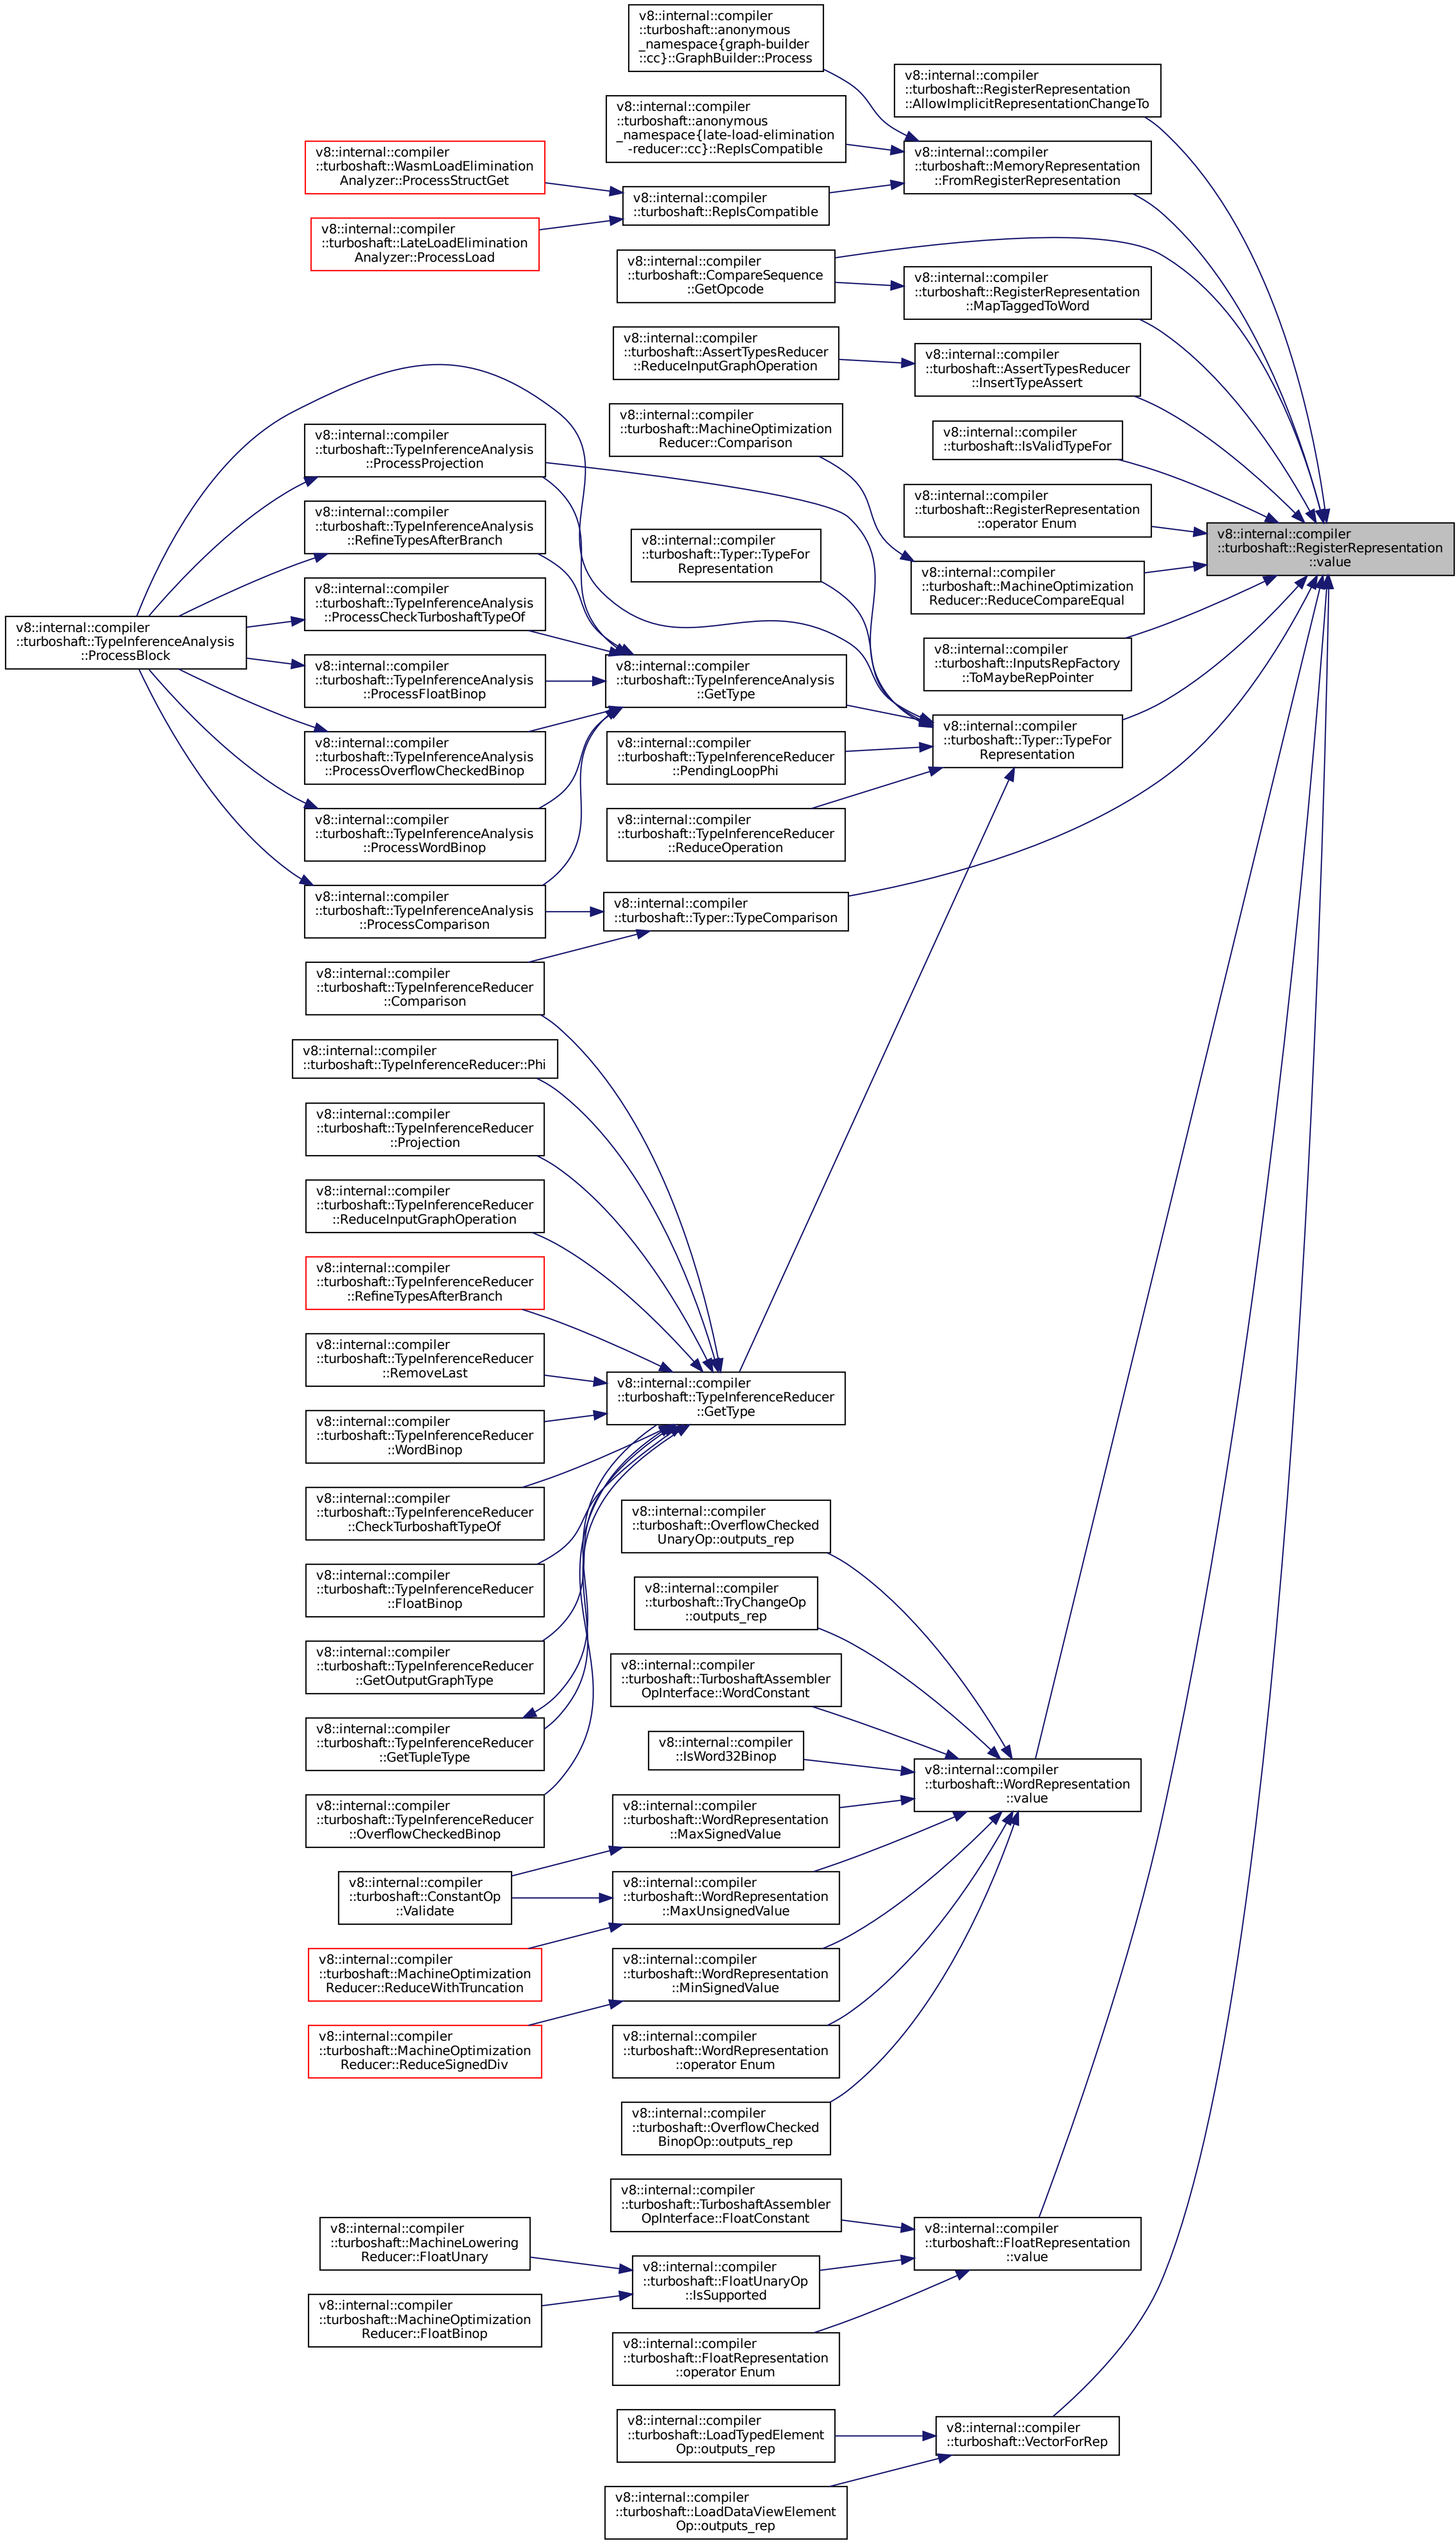 v8::internal::compiler
::turboshaft::anonymous
_namespace{graph-builder
::cc}::GraphBuilder::Process
v8::internal::compiler
::turboshaft::RegisterRepresentation
::AllowImplicitRepresentationChangeTo
v8::internal::compiler
::turboshaft::anonymous
_namespace{late-load-elimination
-reducer::cc}::RepIsCompatible
v8::internal::compiler
::turboshaft::WasmLoadElimination
Analyzer::ProcessStructGet
v8::internal::compiler
::turboshaft::MemoryRepresentation
::FromRegisterRepresentation
v8::internal::compiler
::turboshaft::RepIsCompatible
v8::internal::compiler
::turboshaft::LateLoadElimination
Analyzer::ProcessLoad
v8::internal::compiler
::turboshaft::CompareSequence
::GetOpcode
v8::internal::compiler
::turboshaft::RegisterRepresentation
::MapTaggedToWord
v8::internal::compiler
::turboshaft::AssertTypesReducer
::ReduceInputGraphOperation
v8::internal::compiler
::turboshaft::AssertTypesReducer
::InsertTypeAssert
v8::internal::compiler
::turboshaft::MachineOptimization
Reducer::Comparison
v8::internal::compiler
::turboshaft::IsValidTypeFor
v8::internal::compiler
::turboshaft::TypeInferenceAnalysis
::ProcessProjection
v8::internal::compiler
::turboshaft::RegisterRepresentation
::operator Enum
v8::internal::compiler
::turboshaft::TypeInferenceAnalysis
::RefineTypesAfterBranch
v8::internal::compiler
::turboshaft::RegisterRepresentation
::value
v8::internal::compiler
::turboshaft::Typer::TypeFor
Representation
v8::internal::compiler
::turboshaft::MachineOptimization
Reducer::ReduceCompareEqual
v8::internal::compiler
::turboshaft::TypeInferenceAnalysis
::ProcessCheckTurboshaftTypeOf
v8::internal::compiler
::turboshaft::TypeInferenceAnalysis
::ProcessBlock
v8::internal::compiler
::turboshaft::InputsRepFactory
::ToMaybeRepPointer
v8::internal::compiler
::turboshaft::TypeInferenceAnalysis
::ProcessFloatBinop
v8::internal::compiler
::turboshaft::TypeInferenceAnalysis
::GetType
v8::internal::compiler
::turboshaft::Typer::TypeFor
Representation
v8::internal::compiler
::turboshaft::TypeInferenceAnalysis
::ProcessOverflowCheckedBinop
v8::internal::compiler
::turboshaft::TypeInferenceReducer
::PendingLoopPhi
v8::internal::compiler
::turboshaft::TypeInferenceAnalysis
::ProcessWordBinop
v8::internal::compiler
::turboshaft::TypeInferenceReducer
::ReduceOperation
v8::internal::compiler
::turboshaft::TypeInferenceAnalysis
::ProcessComparison
v8::internal::compiler
::turboshaft::Typer::TypeComparison
v8::internal::compiler
::turboshaft::TypeInferenceReducer
::Comparison
v8::internal::compiler
::turboshaft::TypeInferenceReducer::Phi
v8::internal::compiler
::turboshaft::TypeInferenceReducer
::Projection
v8::internal::compiler
::turboshaft::TypeInferenceReducer
::ReduceInputGraphOperation
v8::internal::compiler
::turboshaft::TypeInferenceReducer
::RefineTypesAfterBranch
v8::internal::compiler
::turboshaft::TypeInferenceReducer
::RemoveLast
v8::internal::compiler
::turboshaft::TypeInferenceReducer
::GetType
v8::internal::compiler
::turboshaft::TypeInferenceReducer
::WordBinop
v8::internal::compiler
::turboshaft::TypeInferenceReducer
::CheckTurboshaftTypeOf
v8::internal::compiler
::turboshaft::OverflowChecked
UnaryOp::outputs_rep
v8::internal::compiler
::turboshaft::TypeInferenceReducer
::FloatBinop
v8::internal::compiler
::turboshaft::TryChangeOp
::outputs_rep
v8::internal::compiler
::turboshaft::TypeInferenceReducer
::GetOutputGraphType
v8::internal::compiler
::turboshaft::TurboshaftAssembler
OpInterface::WordConstant
v8::internal::compiler
::turboshaft::TypeInferenceReducer
::GetTupleType
v8::internal::compiler
::IsWord32Binop
v8::internal::compiler
::turboshaft::WordRepresentation
::value
v8::internal::compiler
::turboshaft::TypeInferenceReducer
::OverflowCheckedBinop
v8::internal::compiler
::turboshaft::WordRepresentation
::MaxSignedValue
v8::internal::compiler
::turboshaft::ConstantOp
::Validate
v8::internal::compiler
::turboshaft::WordRepresentation
::MaxUnsignedValue
v8::internal::compiler
::turboshaft::MachineOptimization
Reducer::ReduceWithTruncation
v8::internal::compiler
::turboshaft::WordRepresentation
::MinSignedValue
v8::internal::compiler
::turboshaft::MachineOptimization
Reducer::ReduceSignedDiv
v8::internal::compiler
::turboshaft::WordRepresentation
::operator Enum
v8::internal::compiler
::turboshaft::OverflowChecked
BinopOp::outputs_rep
v8::internal::compiler
::turboshaft::TurboshaftAssembler
OpInterface::FloatConstant
v8::internal::compiler
::turboshaft::MachineLowering
Reducer::FloatUnary
v8::internal::compiler
::turboshaft::FloatRepresentation
::value
v8::internal::compiler
::turboshaft::FloatUnaryOp
::IsSupported
v8::internal::compiler
::turboshaft::MachineOptimization
Reducer::FloatBinop
v8::internal::compiler
::turboshaft::FloatRepresentation
::operator Enum
v8::internal::compiler
::turboshaft::LoadTypedElement
Op::outputs_rep
v8::internal::compiler
::turboshaft::VectorForRep
v8::internal::compiler
::turboshaft::LoadDataViewElement
Op::outputs_rep